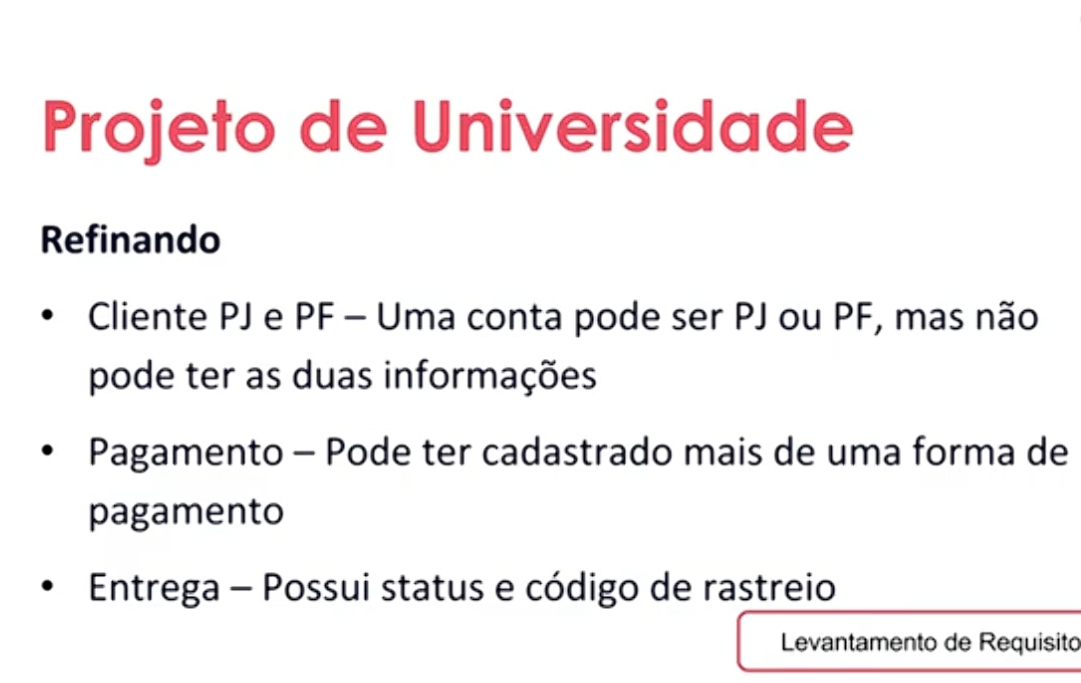 Projeto de Universidade
Refinando
• Cliente PJ e PF – Uma conta pode ser PJ ou PF, mas não
pode ter as duas informações
• Pagamento – Pode ter cadastrado mais de uma forma de
pagamento
• Entrega – Possui status e código de rastreio
Levantamento de Requisito